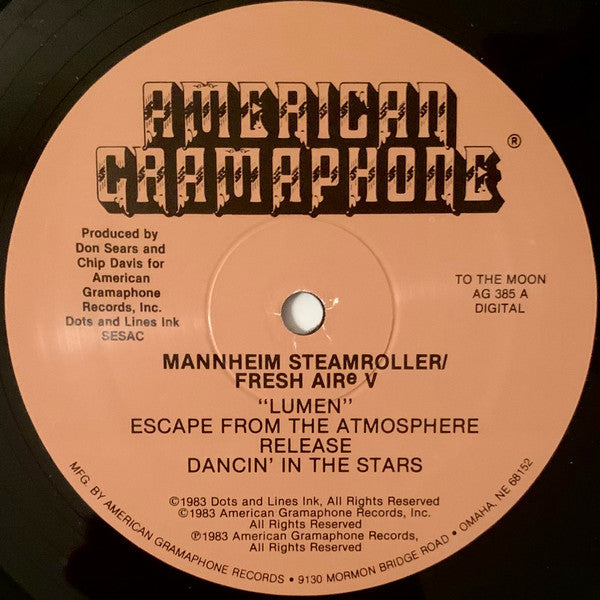 AMERICAN
GRAMAPHONE
®
Produced by
Don Sears and
Chip Davis for
American
Gramaphone
Records, Inc.
Dots and Lines Ink
SESAC
TO THE MOON
AG 385 A
DIGITAL
MANNHEIM STEAMROLLER/
FRESH AIRe V
"LUMEN"
ESCAPE FROM THE ATMOSPHERE
RELEASE
DANCIN' IN THE STARS
©1983 Dots and Lines Ink, All Rights Reserved
©1983 American Gramaphone Records, Inc.
All Rights Reserved
℗1983 American Gramaphone Records,
All Rights Reserved
MFG. BY AMERICAN GRAMAPHONE RECORDS • 9130 MORMON BRIDGE ROAD • OMAHA, NE 68152